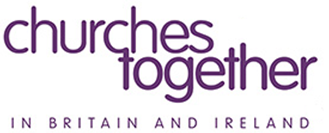 churches
together
IN BRITAIN AND IRELAND